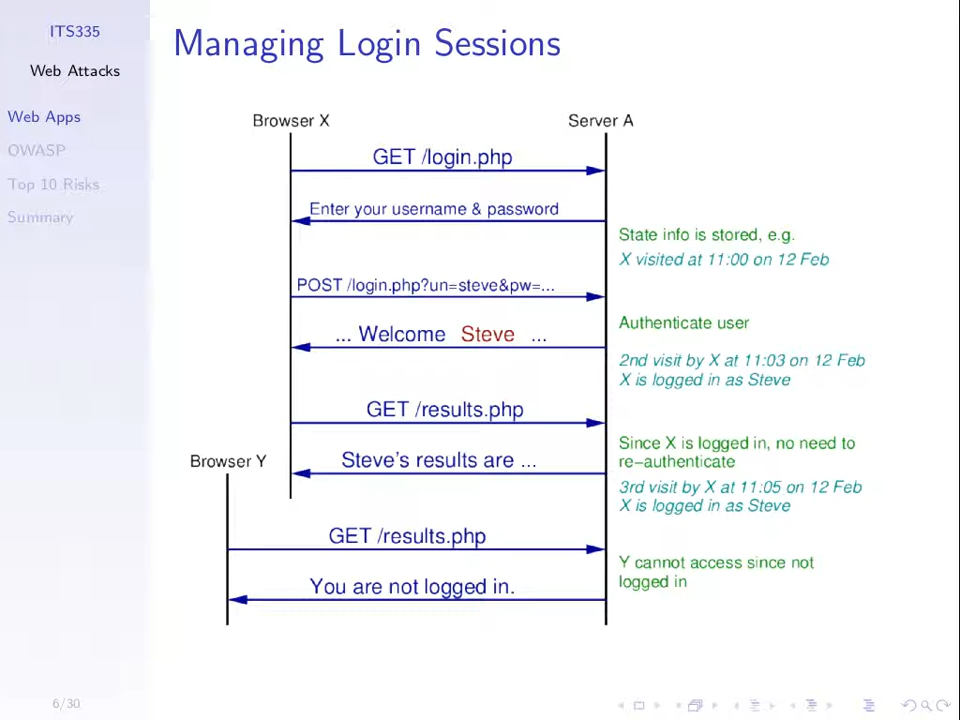 ITS335
Web Attacks
Web Apps
OWASP
Top 10 Risks
Summary
Managing Login Sessions
Browser X
Server A
GET /login.php
Enter your username & password
State info is stored, e.g.
X visited at 11:00 on 12 Feb
POST /login.php?un=steve&pw=...
Authenticate user
... Welcome Steve ...
2nd visit by X at 11:03 on 12 Feb
X is logged in as Steve
GET /results.php
Since X is logged in, no need to
re-authenticate
Browser Y
Steve's results are ...
3rd visit by X at 11:05 on 12 Feb
X is logged in as Steve
GET /results.php
Y cannot access since not
logged in
You are not logged in.
6/30